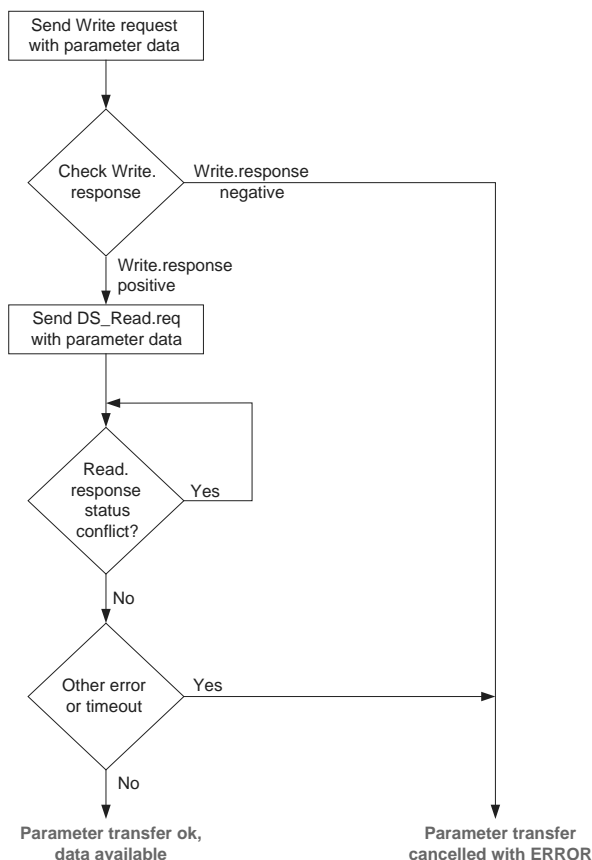 Send Write request
with parameter data
Check Write.
response
Write.response
negative
Write.response
positive
Send DS_Read.req
with parameter data
Read.
response
status
conflict?
Yes
No
Other error
or timeout
Yes
No
Parameter transfer ok,
data available
Parameter transfer
cancelled with ERROR